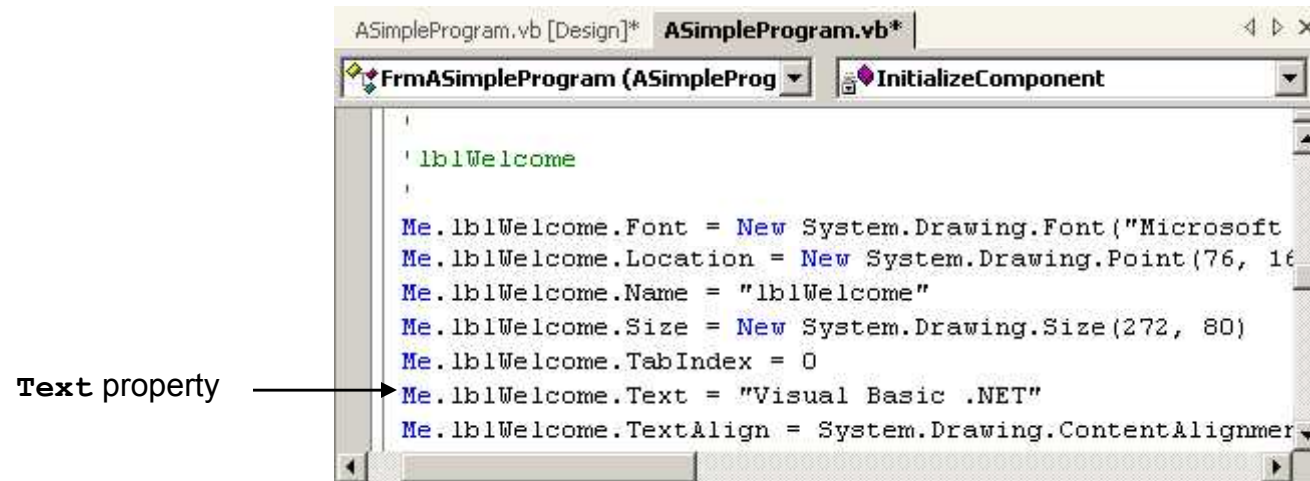 ASimpleProgram.vb [Design]* ASimpleProgram.vb*
FrmASimpleProgram (ASimpleProg InitializeComponent
'
'lblWelcome
'
Me.lblWelcome.Font = New System.Drawing.Font("Microsoft
Me.lblWelcome.Location = New System.Drawing.Point(76, 16
Me.lblWelcome.Name = "lblWelcome"
Me.lblWelcome.Size = New System.Drawing.Size(272, 80)
Me.lblWelcome.TabIndex = 0
Text property
Me.lblWelcome.Text = "Visual Basic .NET"
Me.lblWelcome.TextAlign = System.Drawing.ContentAlignmen